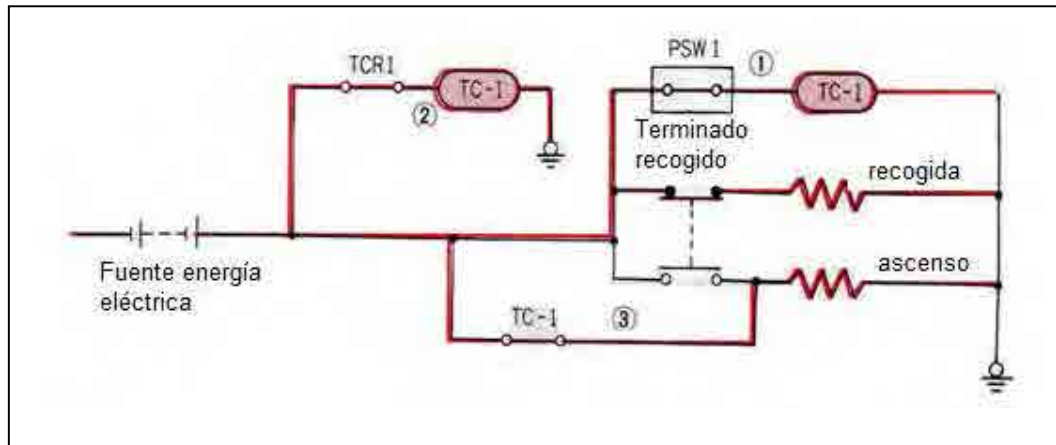 PSW 1
①
TCR1
TC-1
TC-1
②
Terminado
recogido
recogida
Fuente energía
eléctrica
ascenso
TC-1
③